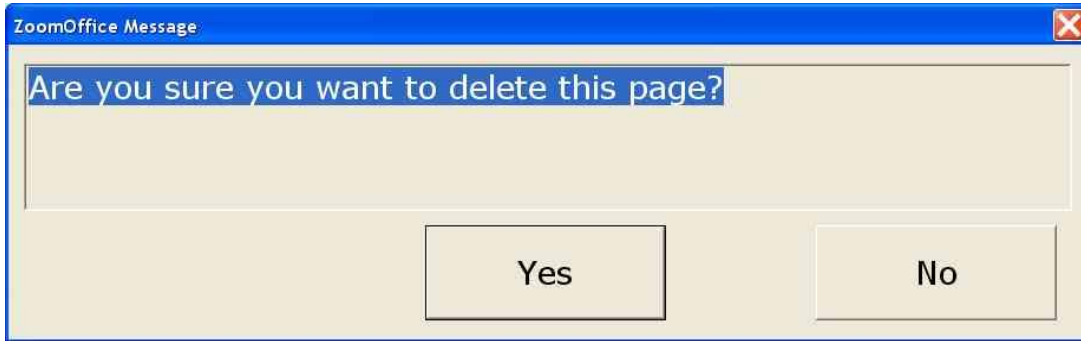 ZoomOffice Message
Are you sure you want to delete this page?
Yes
No